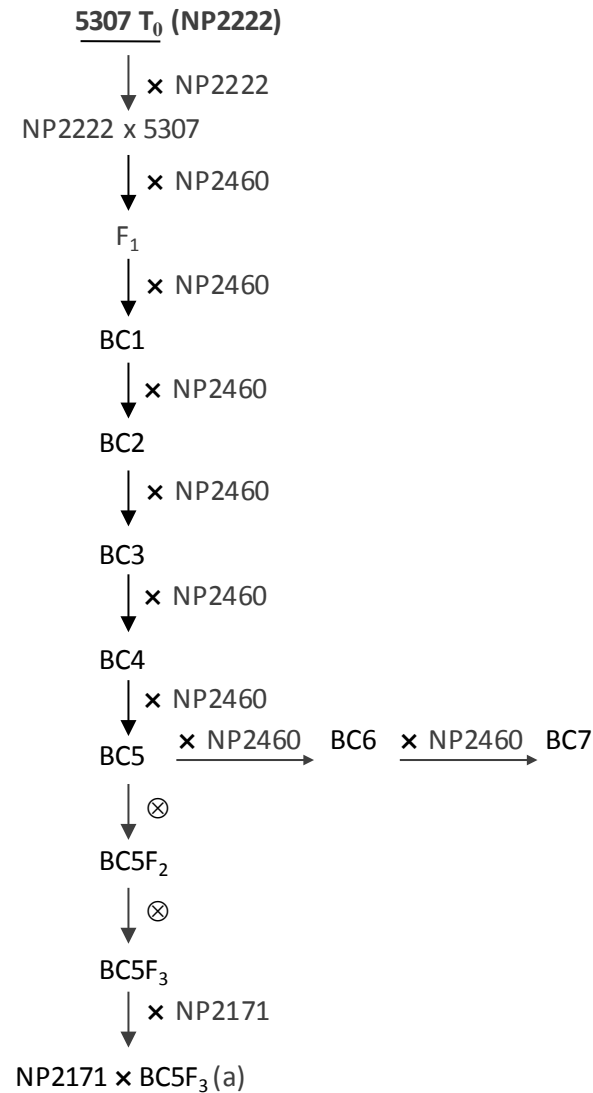 5307 T₀ (NP2222)
× NP2222
NP2222 x 5307
× NP2460
F₁
× NP2460
BC1
× NP2460
BC2
× NP2460
BC3
× NP2460
BC4
× NP2460
BC5 × NP2460 BC6 × NP2460 BC7
⊗
BC5F₂
⊗
BC5F₃
× NP2171
NP2171 × BC5F₃ (a)